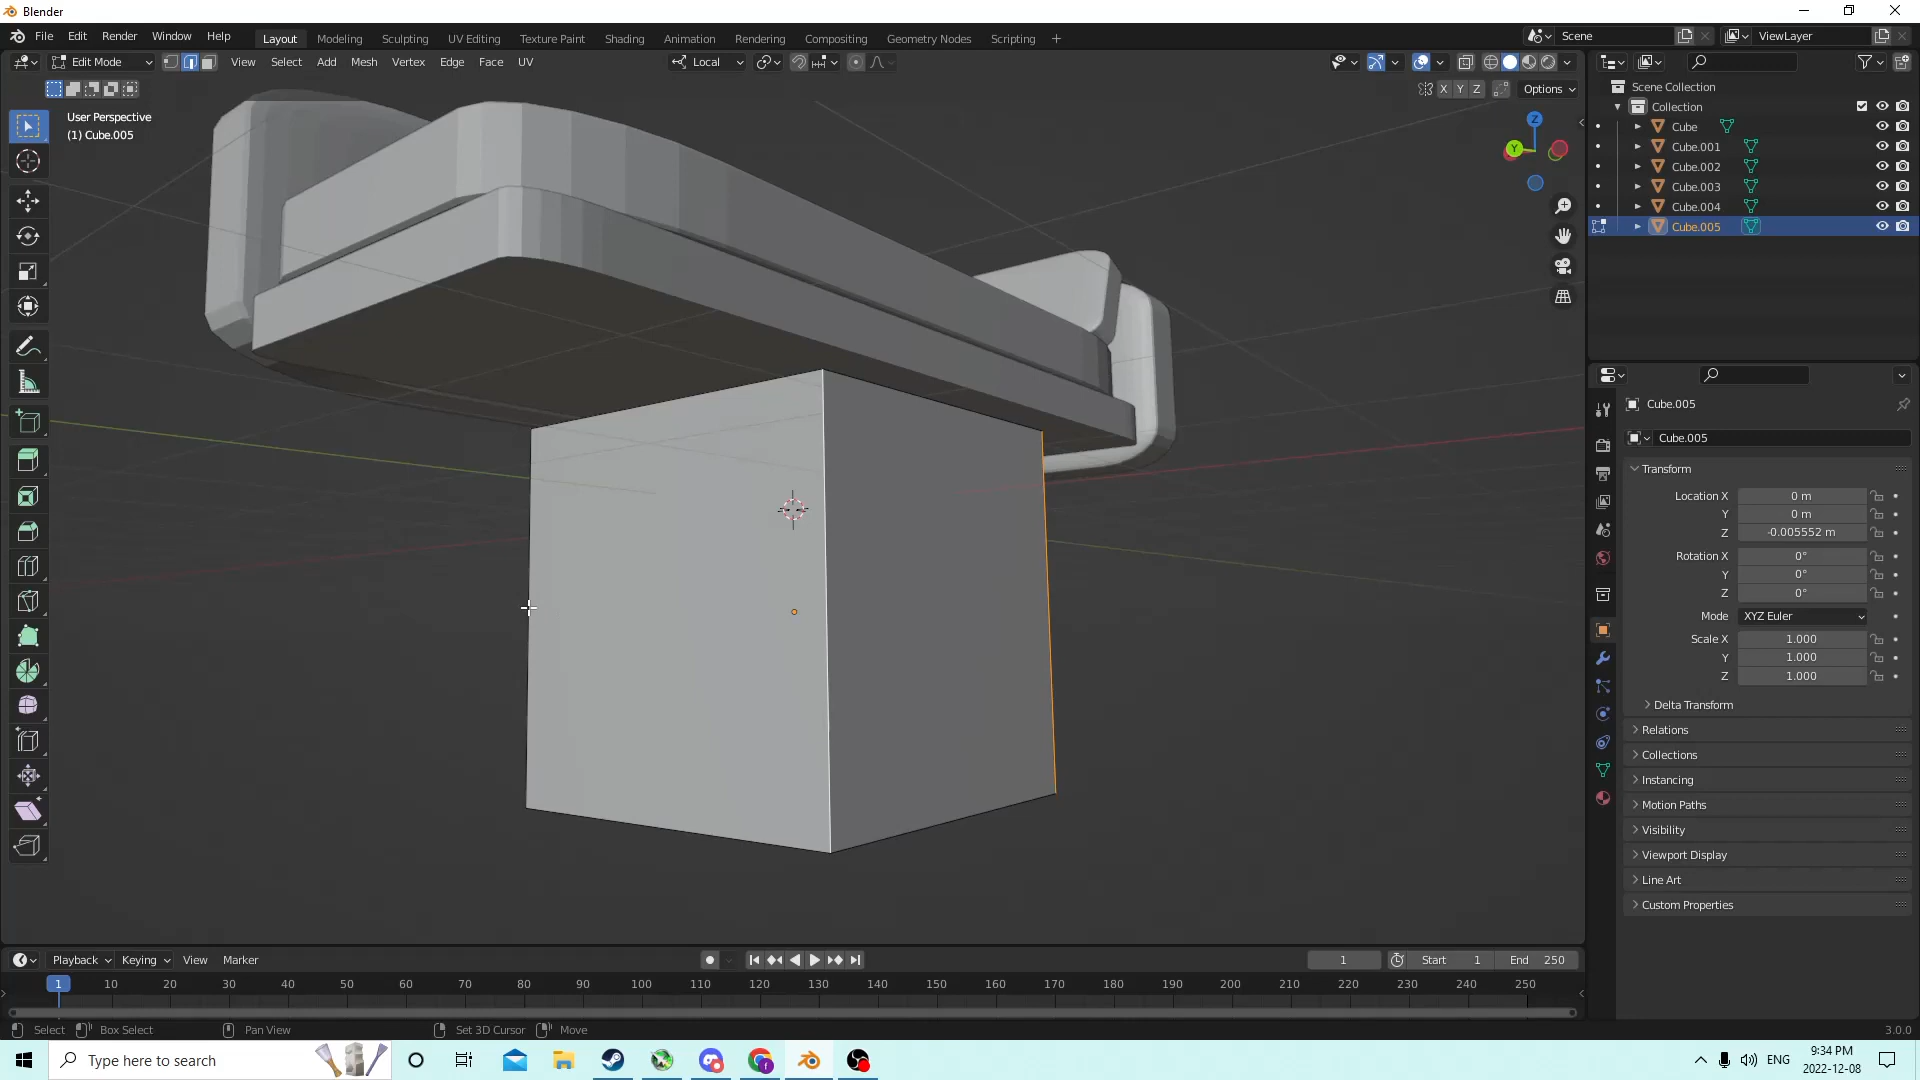 Blender
File Edit Render Window Help
Layout Modeling Sculpting UV Editing Texture Paint Shading Animation Rendering Compositing Geometry Nodes Scripting +
Scene
ViewLayer
Edit Mode
View Select Add Mesh Vertex Edge Face UV
Local
X Y Z Options
User Perspective
(1) Cube.005
Z
Y
Scene Collection
Collection
Cube
Cube.001
Cube.002
Cube.003
Cube.004
Cube.005
Cube.005
Cube.005
Transform
Location X 0 m
Y 0 m
Z -0.005552 m
Rotation X 0°
Y 0°
Z 0°
Mode XYZ Euler
Scale X 1.000
Y 1.000
Z 1.000
Delta Transform
Relations
Collections
Instancing
Motion Paths
Visibility
Viewport Display
Line Art
Custom Properties
Playback Keying View Marker
1 Start 1 End 250
1 10 20 30 40 50 60 70 80 90 100 110 120 130 140 150 160 170 180 190 200 210 220 230 240 250
Select Box Select Pan View Set 3D Cursor Move
3.0.0
Type here to search
ENG
9:34 PM
2022-12-08